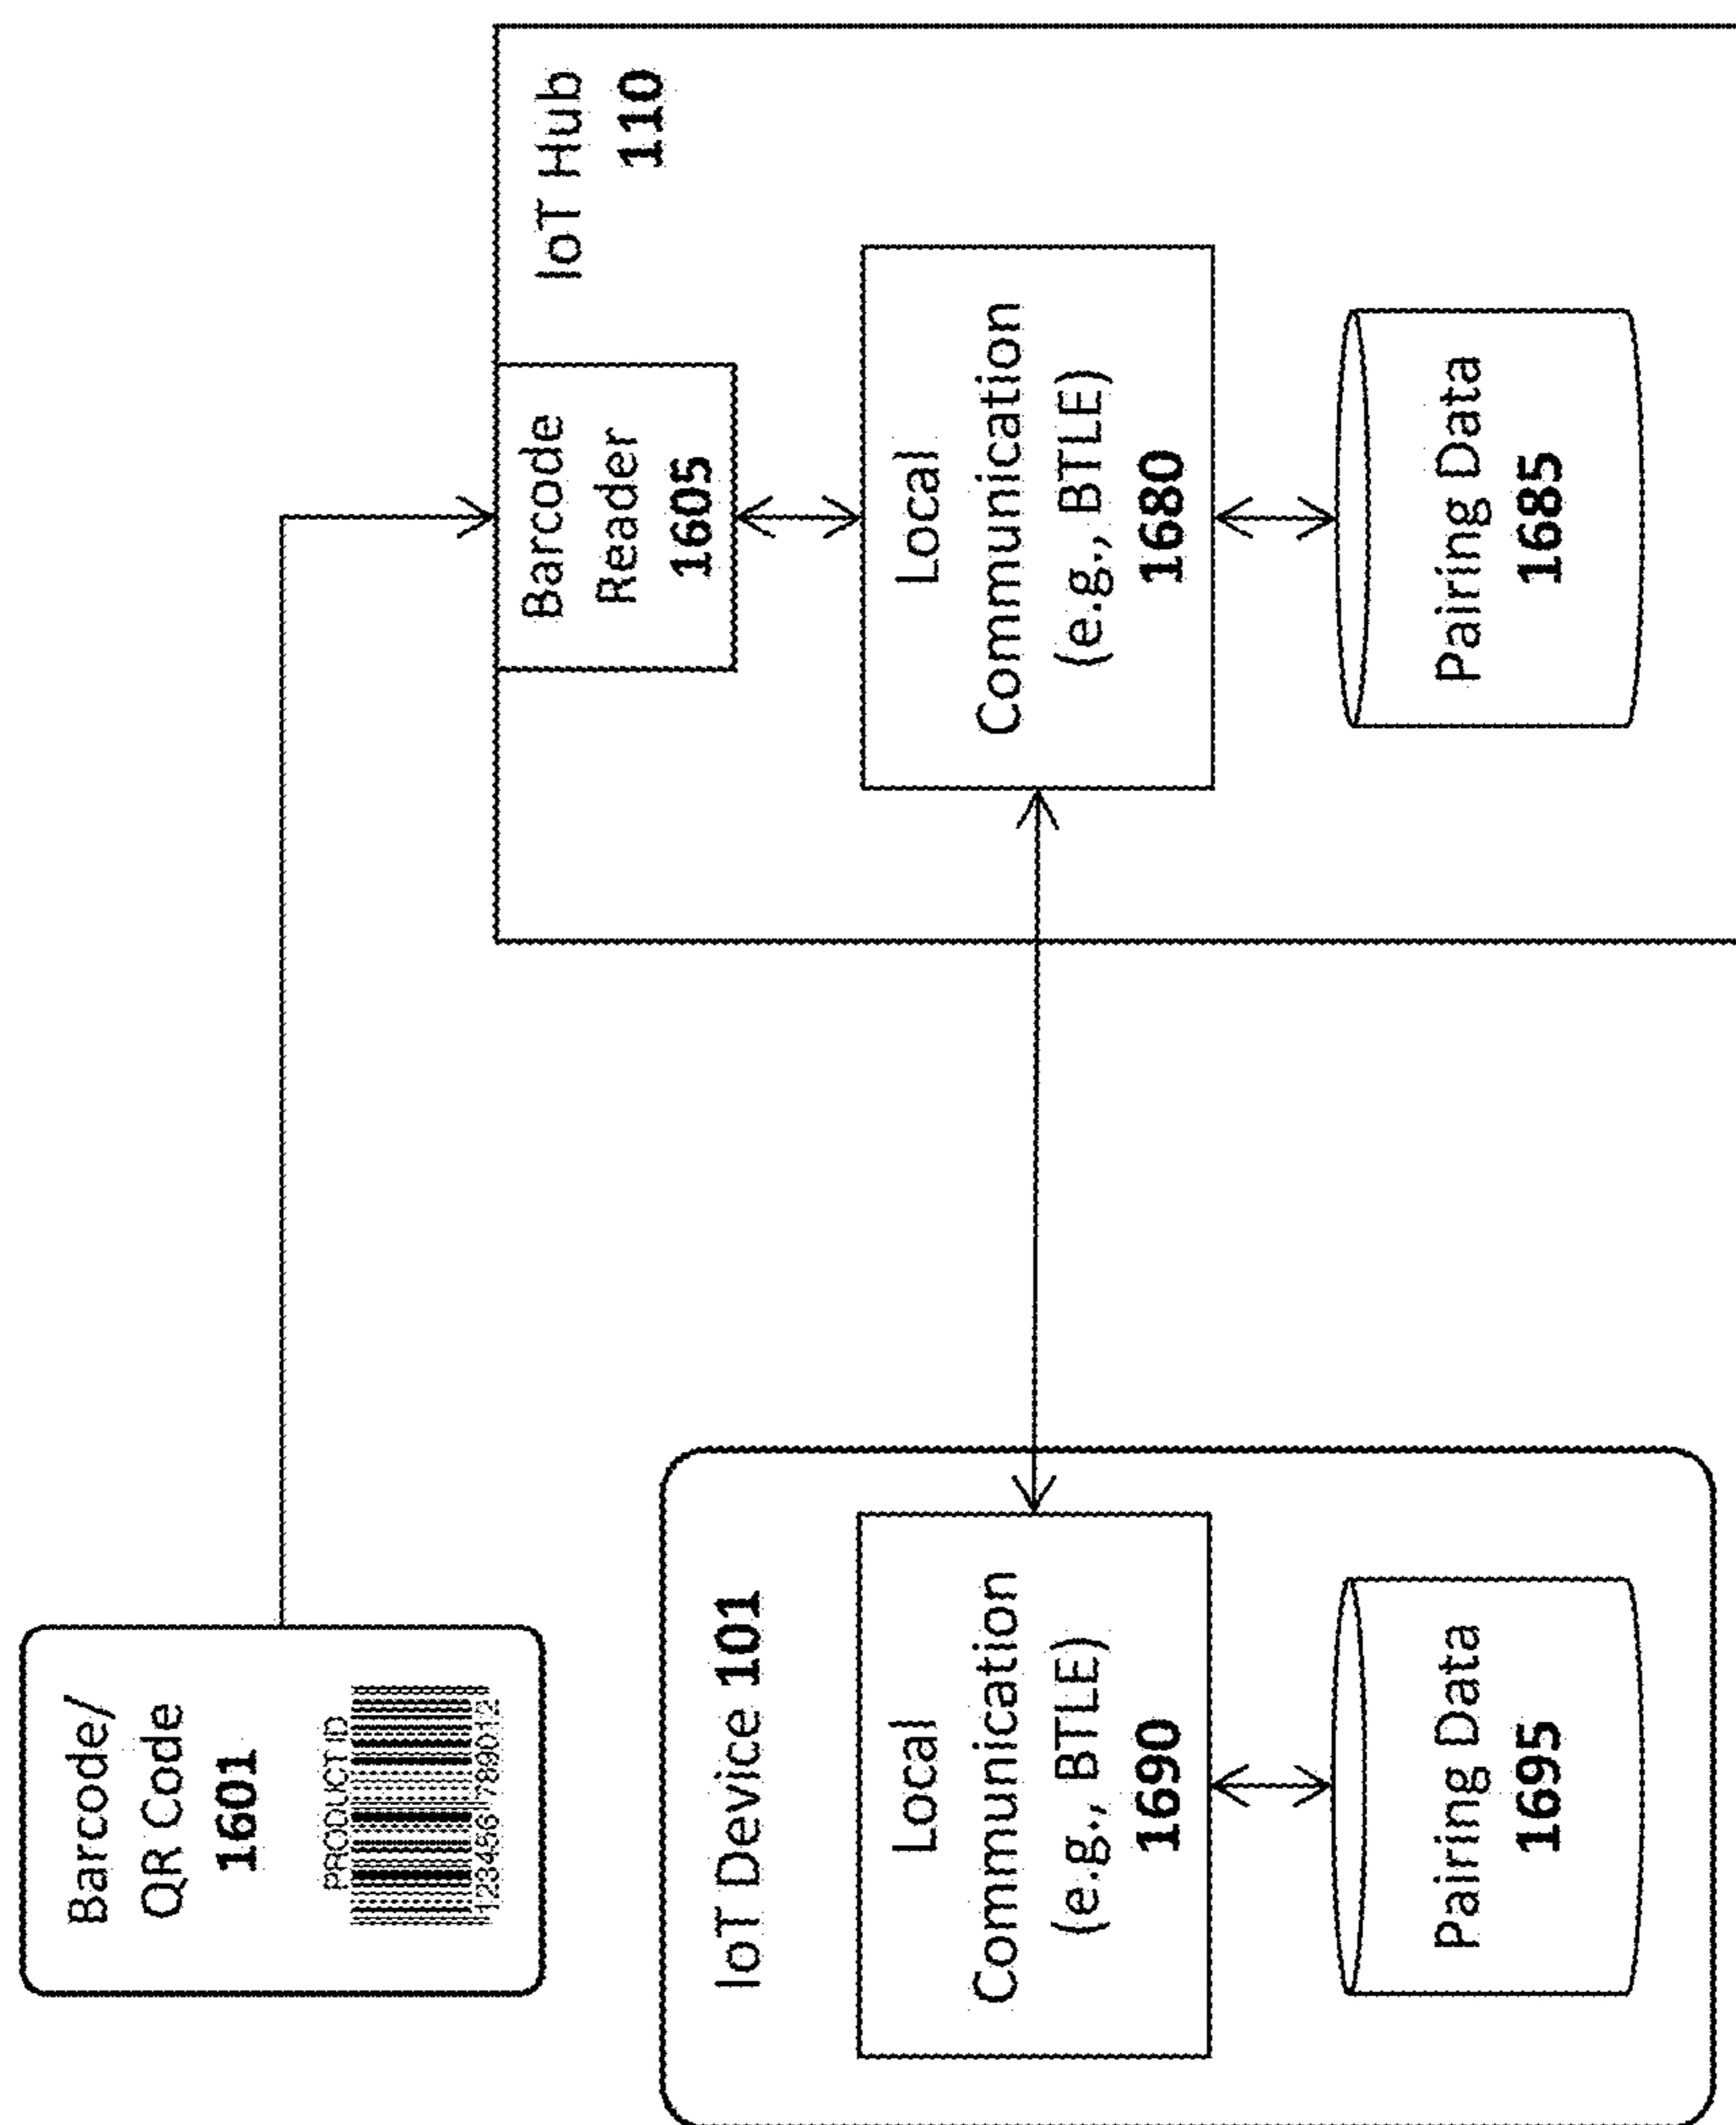 Barcode/
QR Code
1601
PRODUCT ID
123456 789012
IoT Device 101
Local
Communication
(e.g., BTLE)
1690
Pairing Data
1695
IoT Hub
110
Barcode
Reader
1605
Local
Communication
(e.g., BTLE)
1680
Pairing Data
1685